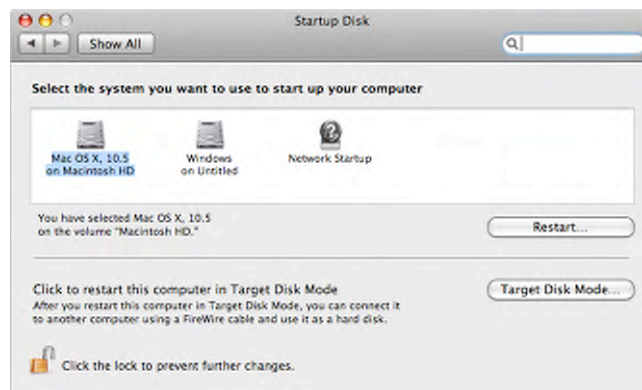 Startup Disk
Show All
Select the system you want to use to start up your computer
Mac OS X, 10.5
on Macintosh HD
Windows
on Untitled
Network Startup
You have selected Mac OS X, 10.5
on the volume "Macintosh HD."
Restart...
Click to restart this computer in Target Disk Mode
After you restart this computer in Target Disk Mode, you can connect it
to another computer using a FireWire cable and use it as a hard disk.
Target Disk Mode...
Click the lock to prevent further changes.